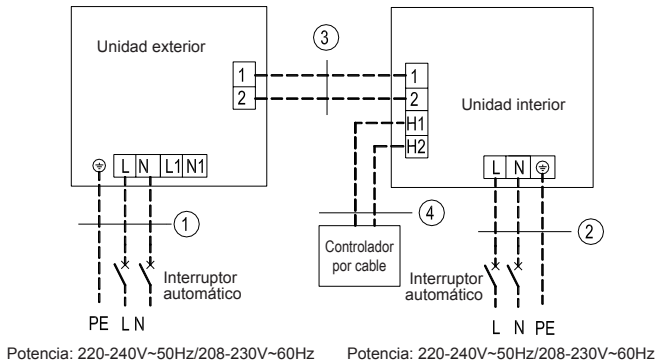 Unidad exterior
3
1
2
1
2
H1
H2
Unidad interior
L N L1 N1
L N
1
4
2
Controlador
por cable
Interruptor
automático
Interruptor
automático
PE L N
L N PE
Potencia: 220-240V~50Hz/208-230V~60Hz
Potencia: 220-240V~50Hz/208-230V~60Hz